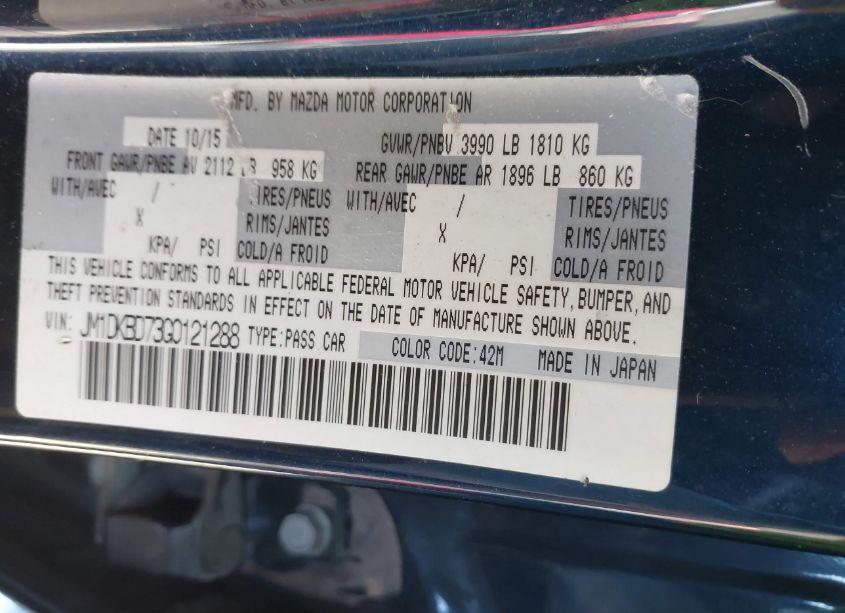 MFD. BY MAZDA MOTOR CORPORATION
DATE 10/15 GVWR/PNBV 3990 LB 1810 KG
FRONT GAWR/PNBE AV 2112 LB 958 KG REAR GAWR/PNBE AR 1896 LB 860 KG
WITH/AVEC / TIRES/PNEUS WITH/AVEC / TIRES/PNEUS
X RIMS/JANTES X RIMS/JANTES
KPA/ PSI COLD/A FROID KPA/ PSI COLD/A FROID
THIS VEHICLE CONFORMS TO ALL APPLICABLE FEDERAL MOTOR VEHICLE SAFETY, BUMPER, AND
THEFT PREVENTION STANDARDS IN EFFECT ON THE DATE OF MANUFACTURE SHOWN ABOVE.
VIN: JM1DKBD73G0121288 TYPE:PASS CAR COLOR CODE:42M MADE IN JAPAN